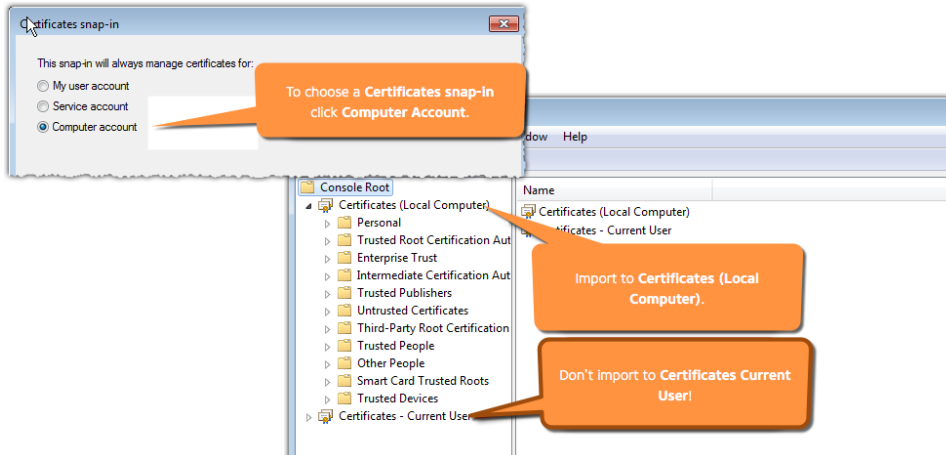 Certificates snap-in
This snap-in will always manage certificates for:
My user account
Service account
Computer account
To choose a Certificates snap-in
click Computer Account.
Help
Console Root
Name
Certificates (Local Computer)
Personal
Trusted Root Certification Aut
Enterprise Trust
Intermediate Certification Aut
Trusted Publishers
Untrusted Certificates
Third-Party Root Certification
Trusted People
Other People
Smart Card Trusted Roots
Trusted Devices
Certificates - Current User
Certificates (Local Computer)
Certificates - Current User
Import to Certificates (Local
Computer).
Don't import to Certificates Current
User!